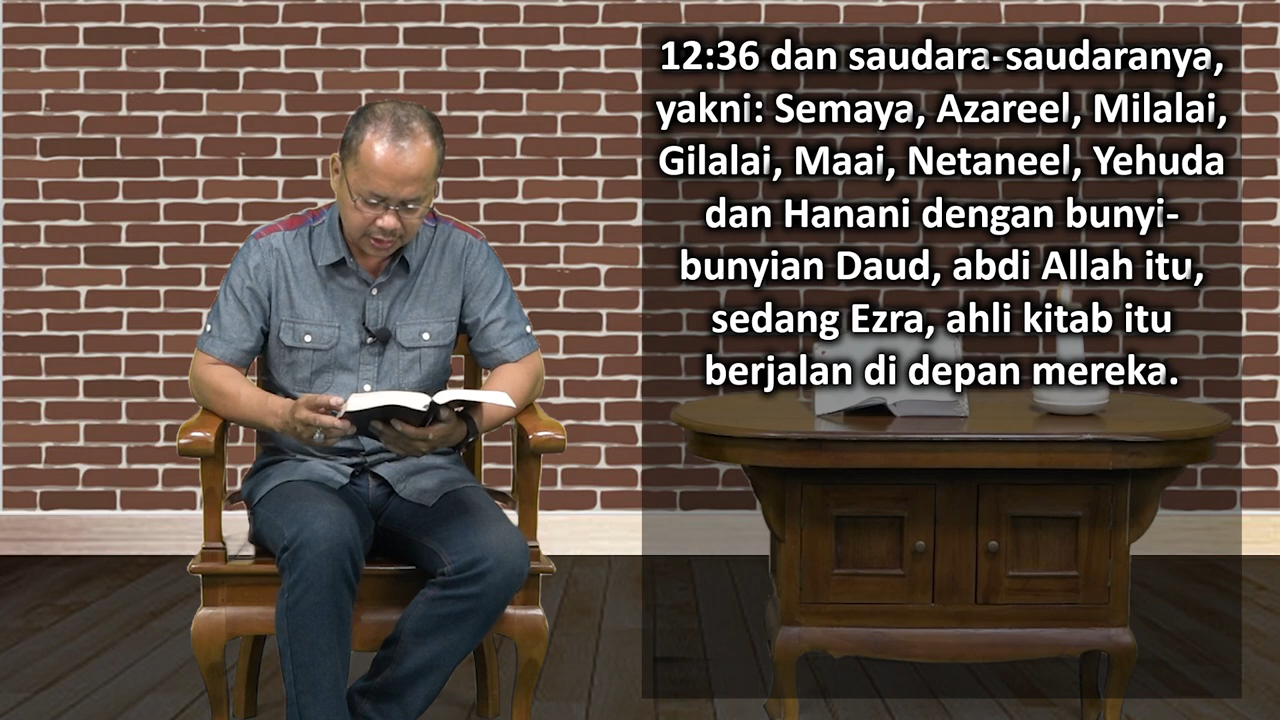 12:36 dan saudara-saudaranya,
yakni: Semaya, Azareel, Milalai,
Gilalai, Maai, Netaneel, Yehuda
dan Hanani dengan bunyi-
bunyian Daud, abdi Allah itu,
sedang Ezra, ahli kitab itu
berjalan di depan mereka.